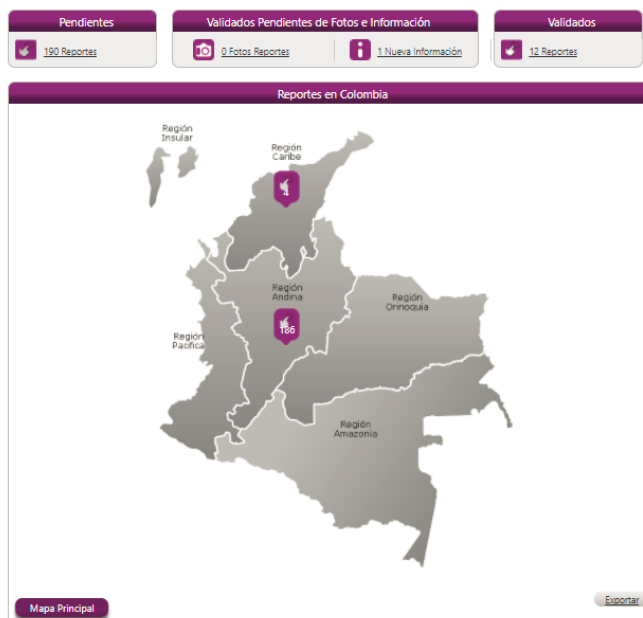 Pendientes
190 Reportes
Validados Pendientes de Fotos e Información
0 Fotos Reportes
1 Nueva Información
Validados
12 Reportes
Reportes en Colombia
Región
Insular
Región
Caribe
4
Región
Andina
186
Región
Orinoquía
Región
Pacífica
Región
Amazonía
Mapa Principal
Exportar